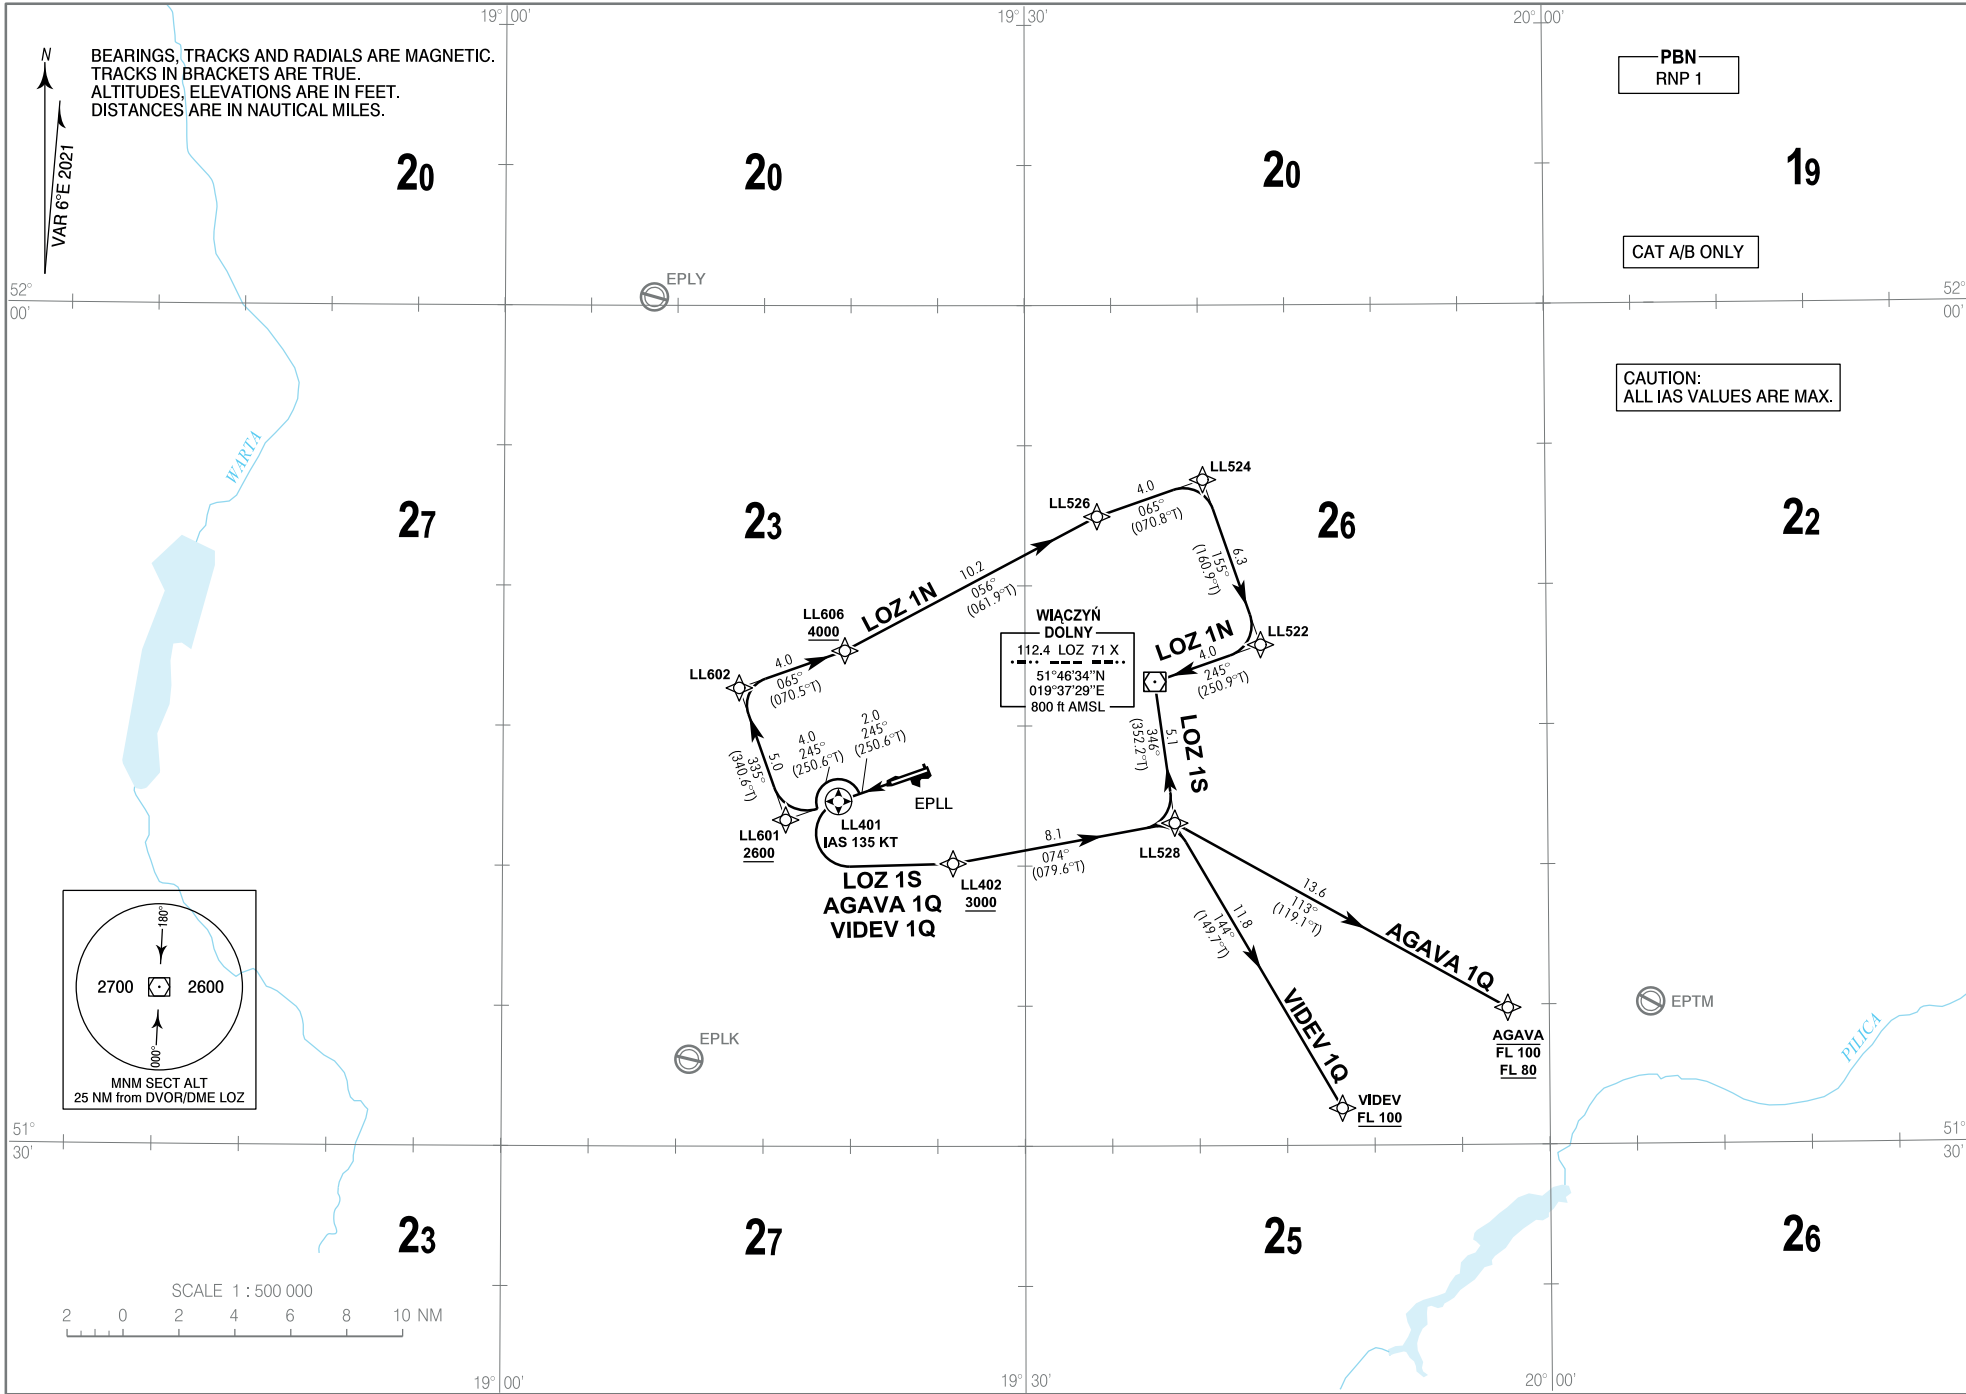 19° 00'
19° 30'
20° 00'
N
VAR 6°E 2021
BEARINGS, TRACKS AND RADIALS ARE MAGNETIC.
TRACKS IN BRACKETS ARE TRUE.
ALTITUDES, ELEVATIONS ARE IN FEET.
DISTANCES ARE IN NAUTICAL MILES.
PBN
RNP 1
20
20
20
19
CAT A/B ONLY
EPLY
52°
00'
52°
00'
CAUTION:
ALL IAS VALUES ARE MAX.
WARTA
27
23
26
22
LL524
4.0
065°
(070.8°T)
LL526
6.3
155°
(160.9°T)
10.2
056°
(061.9°T)
LOZ 1N
LL606
4000
WIĄCZYŃ
DOLNY
112.4 LOZ 71 X
51°46'34"N
019°37'29"E
800 ft AMSL
LOZ 1N
LL522
4.0
245°
(250.9°T)
LL602
4.0
065°
(070.5°T)
2.0
245°
(250.6°T)
4.0
245°
(250.6°T)
5.0
335°
(340.6°T)
5.1
346°
(352.2°T)
LOZ 1S
EPLL
LL401
IAS 135 KT
LL601
2600
8.1
074°
(079.6°T)
LL528
LOZ 1S
AGAVA 1Q
VIDEV 1Q
LL402
3000
13.6
113°
(119.1°T)
11.8
144°
(149.7°T)
AGAVA 1Q
VIDEV 1Q
180°
2700
2600
000°
MNM SECT ALT
25 NM from DVOR/DME LOZ
EPLK
EPTM
PILICA
AGAVA
FL 100
FL 80
VIDEV
FL 100
51°
30'
51°
30'
23
27
25
26
SCALE 1 : 500 000
2 0 2 4 6 8 10 NM
19° 00'
19° 30'
20° 00'